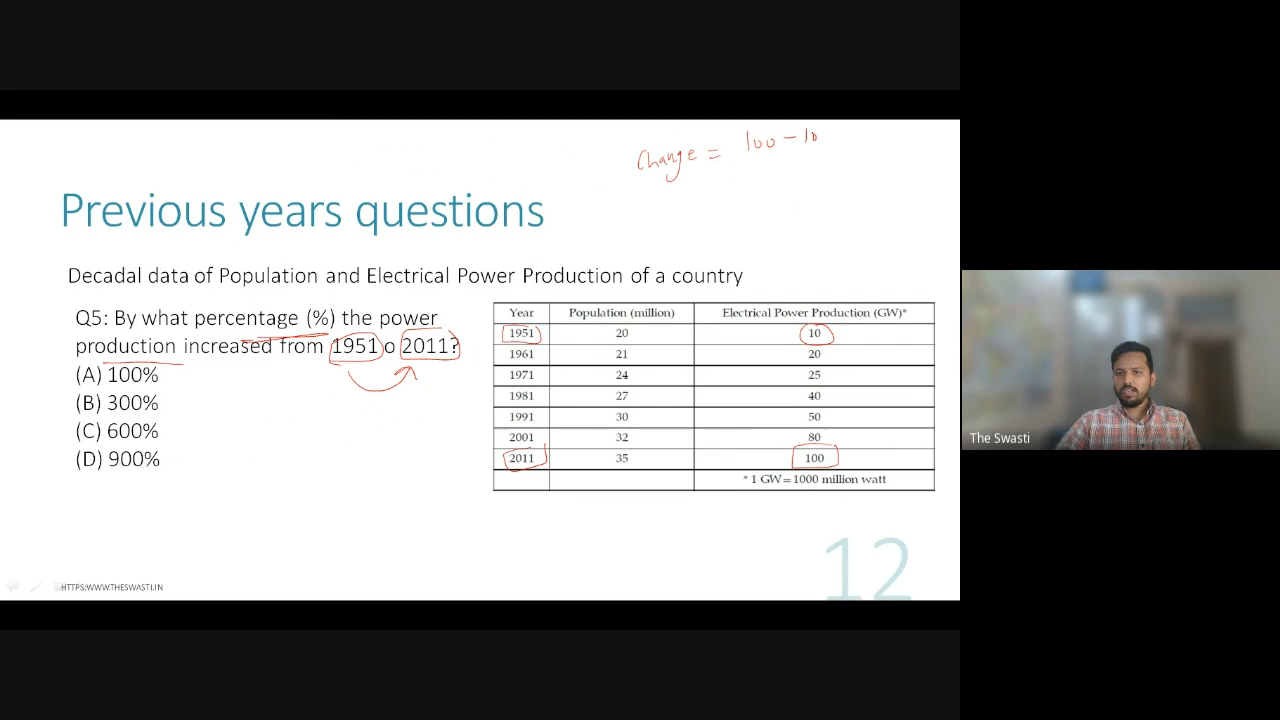 Change = 100 - 10
Previous years questions
Decadal data of Population and Electrical Power Production of a country
Q5: By what percentage (%) the power
production increased from 1951 o 2011?
(A) 100%
(B) 300%
(C) 600%
(D) 900%
Year Population (million) Electrical Power Production (GW)*
1951 20 10
1961 21 20
1971 24 25
1981 27 40
1991 30 50
2001 32 80
2011 35 100
* 1 GW = 1000 million watt
The Swasti
12
HTTPS:WWW.THESWASTI.IN